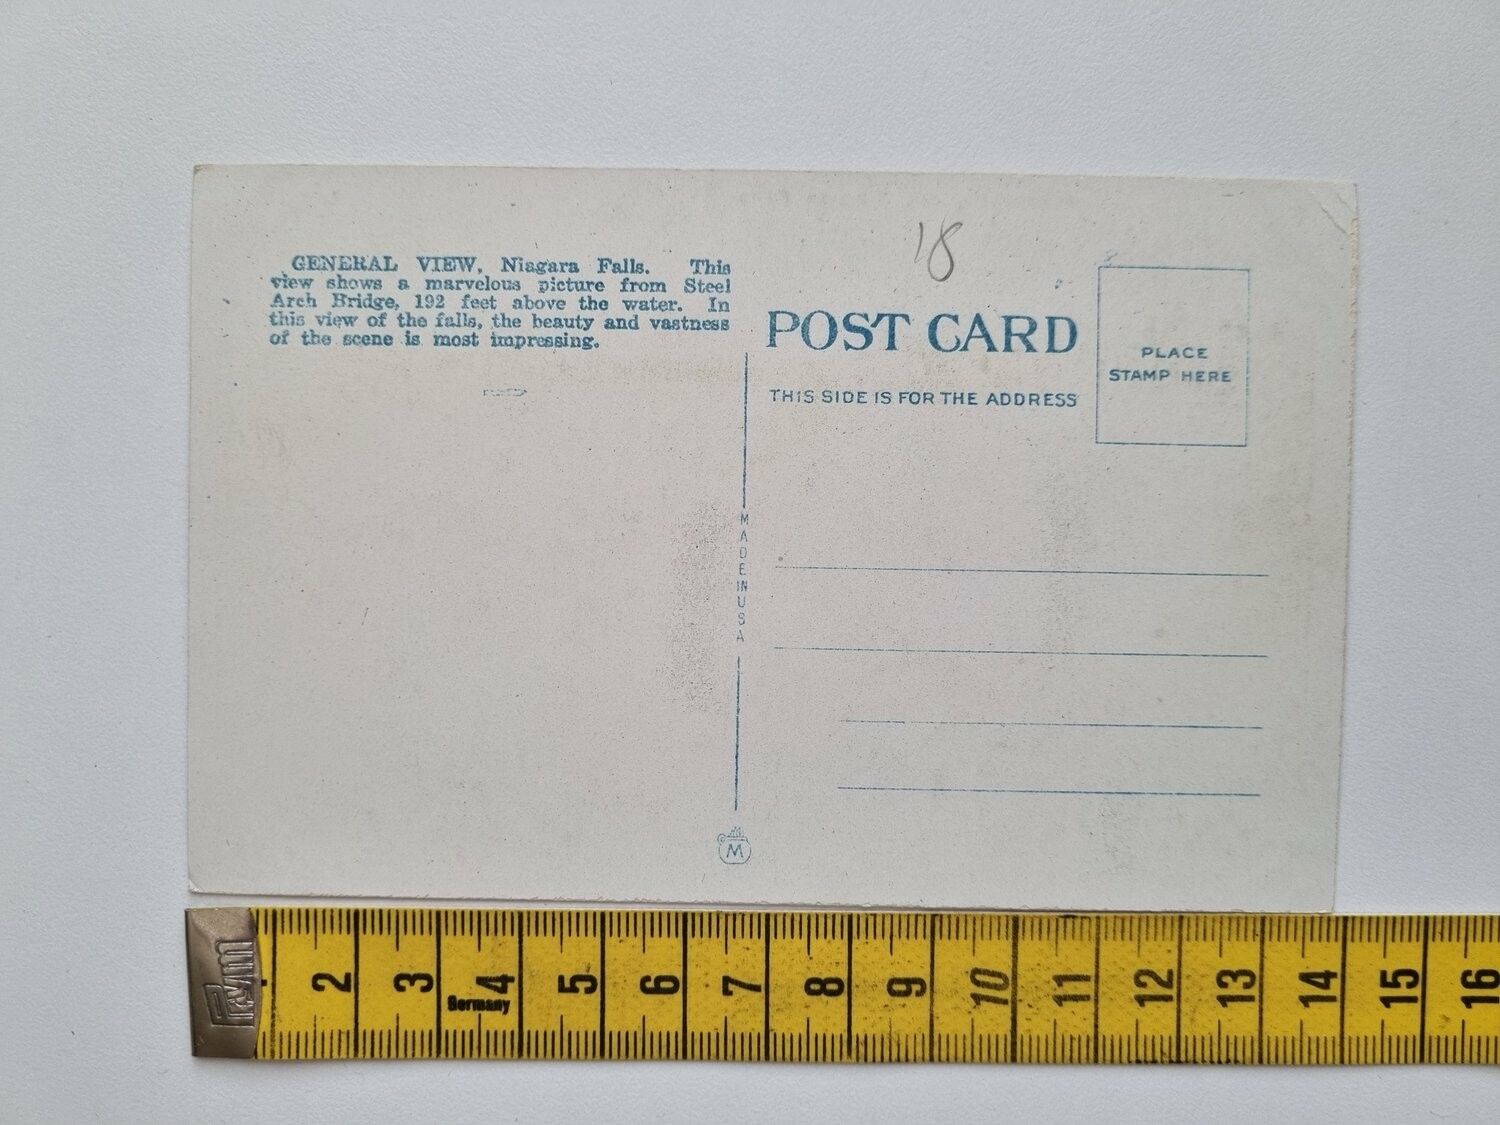 18
GENERAL VIEW, Niagara Falls. This
view shows a marvelous picture from Steel
Arch Bridge, 192 feet above the water. In
this view of the falls, the beauty and vastness
of the scene is most impressing.
POST CARD
THIS SIDE IS FOR THE ADDRESS
PLACE
STAMP HERE
MADE IN USA
M
Prym
2 3 4 5 6 7 8 9 10 11 12 13 14 15 16
Germany